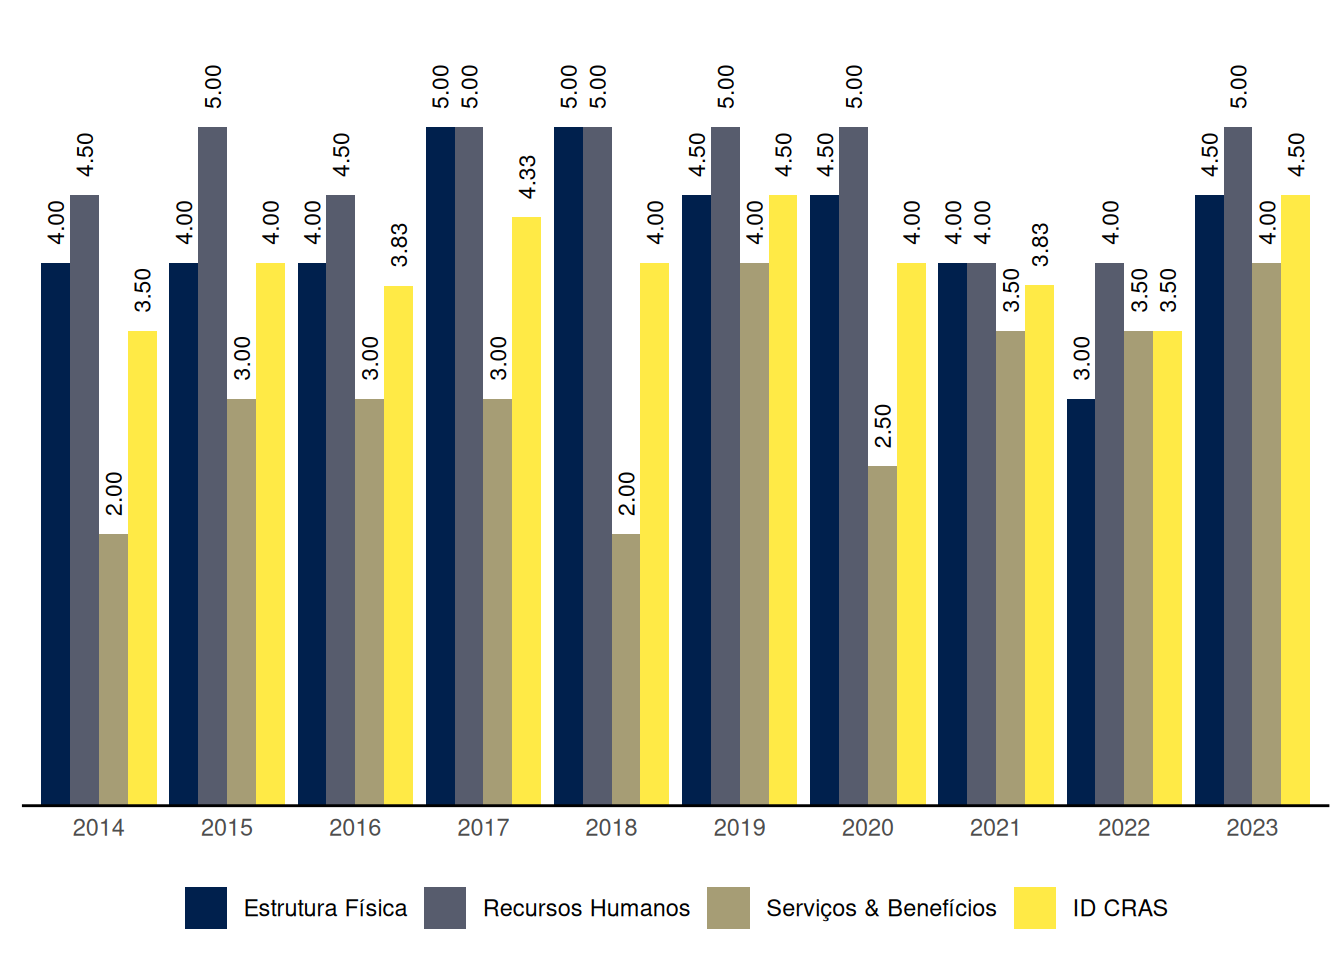 4.00 4.50 2.00 3.50
4.00 5.00 3.00 4.00
4.00 4.50 3.00 3.83
5.00 5.00 3.00 4.33
5.00 5.00 2.00 4.00
4.50 5.00 4.00 4.50
4.50 5.00 2.50 4.00
4.00 4.00 3.50 3.83
3.00 4.00 3.50 3.50
4.50 5.00 4.00 4.50
2014 2015 2016 2017 2018 2019 2020 2021 2022 2023
Estrutura Física Recursos Humanos Serviços & Benefícios ID CRAS